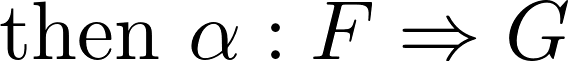 then α : F ⇒ G